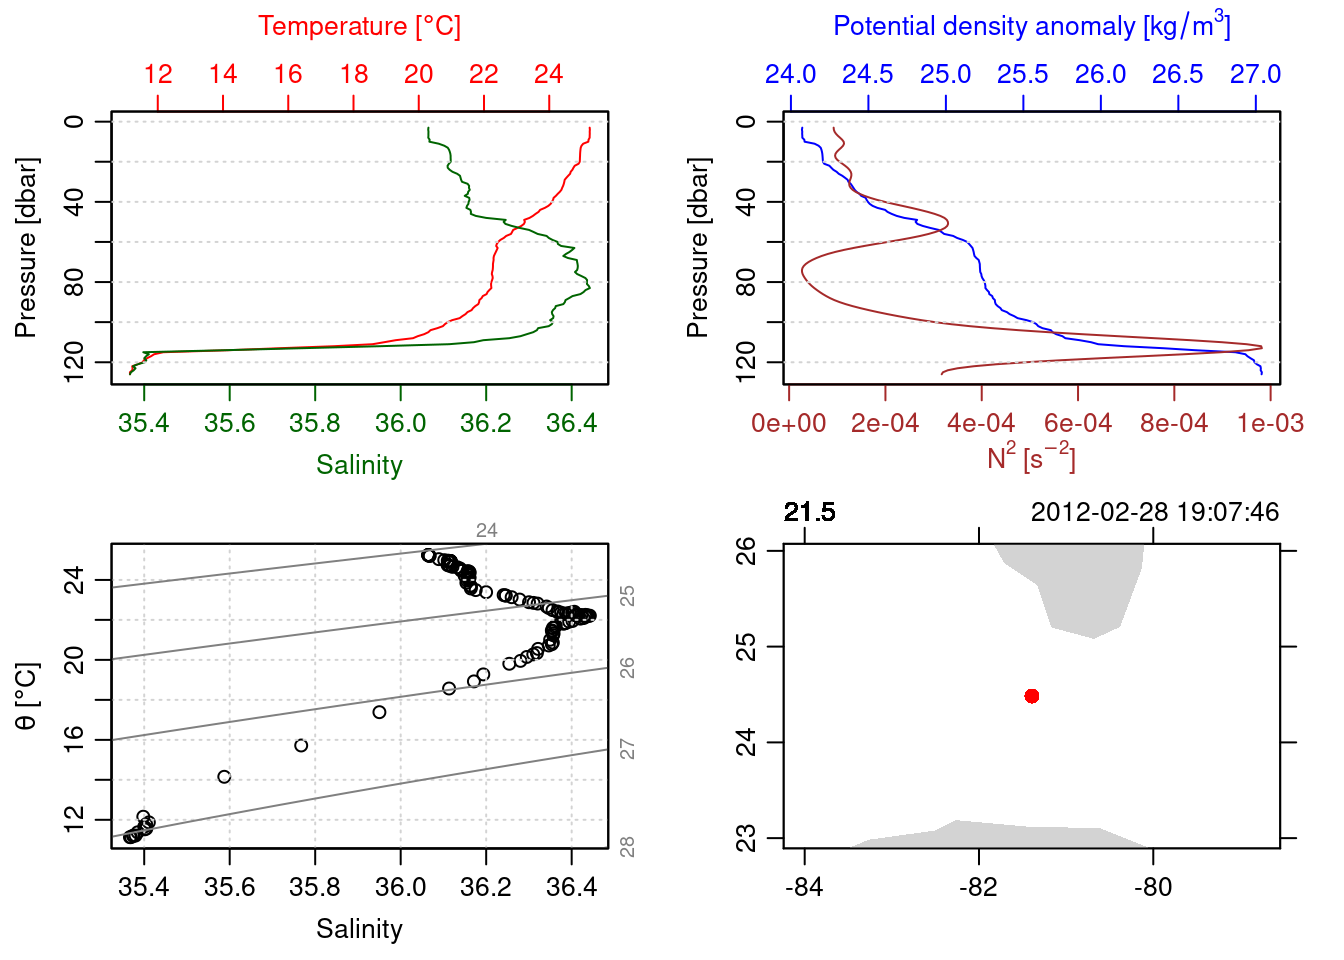 Temperature [°C]
12 14 16 18 20 22 24
Pressure [dbar]
0 40 80 120
35.4 35.6 35.8 36.0 36.2 36.4
Salinity
Potential density anomaly [kg/m³]
24.0 24.5 25.0 25.5 26.0 26.5 27.0
Pressure [dbar]
0 40 80 120
0e+00 2e-04 4e-04 6e-04 8e-04 1e-03
N² [s⁻²]
24
25
26
27
28
θ [°C]
24 20 16 12
35.4 35.6 35.8 36.0 36.2 36.4
Salinity
21.5 2012-02-28 19:07:46
26
25
24
23
-84 -82 -80